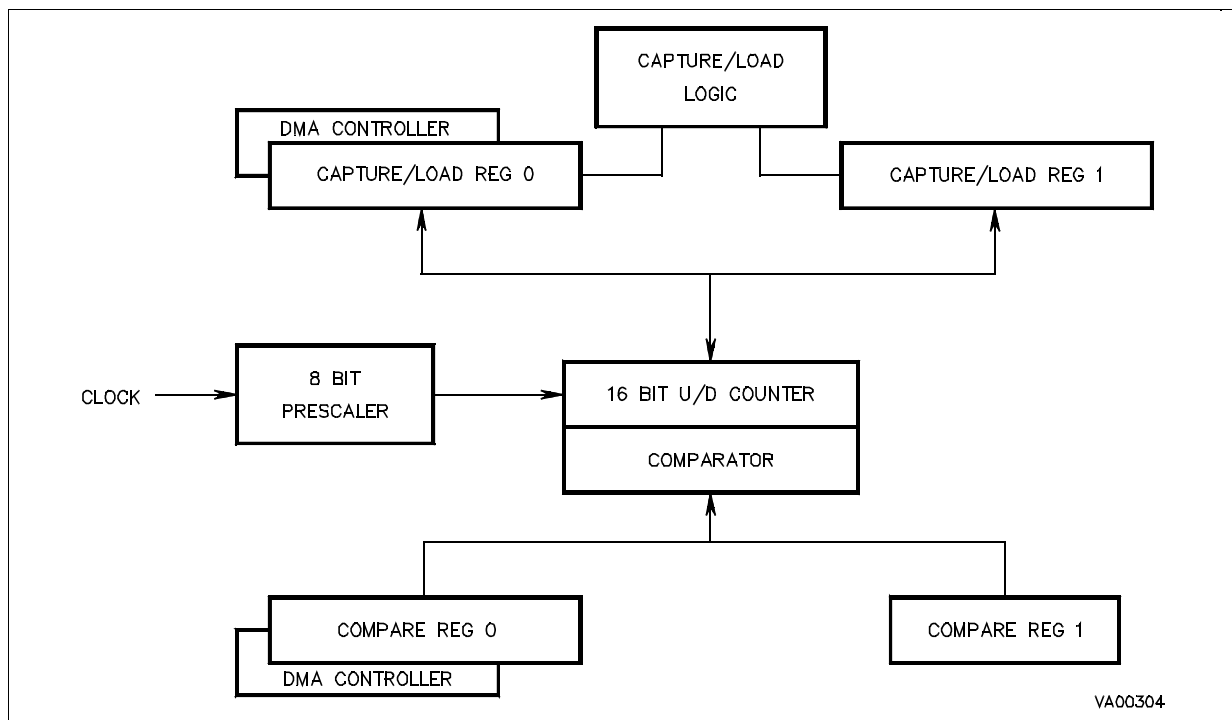 CAPTURE/LOAD
LOGIC
DMA CONTROLLER
CAPTURE/LOAD REG 0
CAPTURE/LOAD REG 1
CLOCK
8 BIT
PRESCALER
16 BIT U/D COUNTER
COMPARATOR
COMPARE REG 0
COMPARE REG 1
DMA CONTROLLER
VA00304